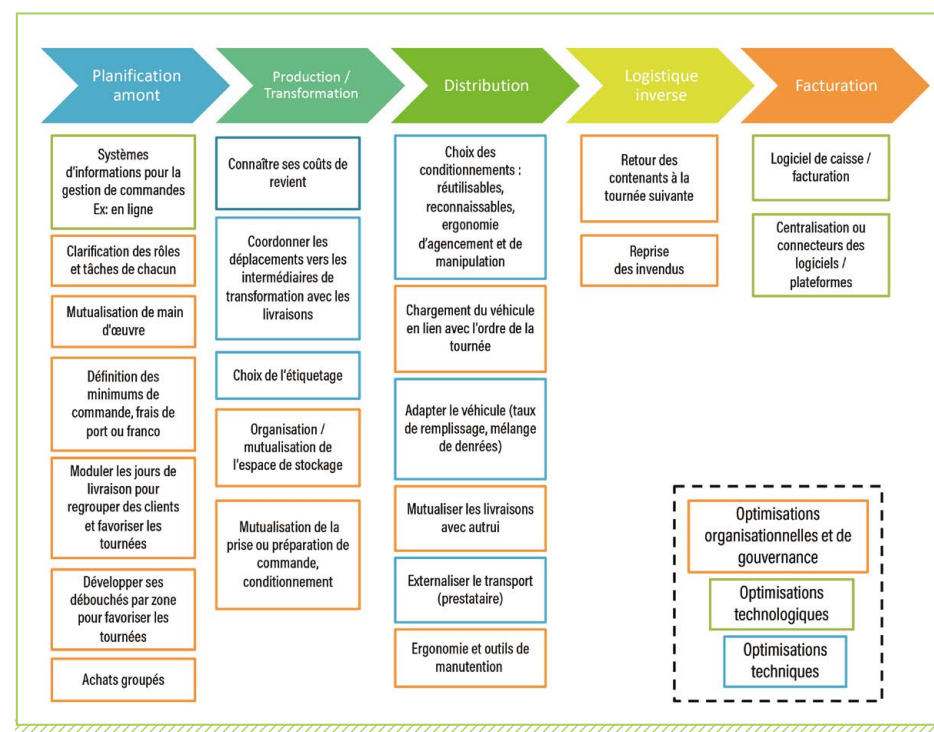 Planification
amont
Production /
Transformation
Distribution
Logistique
inverse
Facturation
Systèmes
d'informations pour la
gestion de commandes
Ex: en ligne
Clarification des rôles
et tâches de chacun
Mutualisation de main
d'œuvre
Définition des
minimums de
commande, frais de
port ou franco
Moduler les jours de
livraison pour
regrouper des clients
et favoriser les
tournées
Développer ses
débouchés par zone
pour favoriser les
tournées
Achats groupés
Connaître ses coûts de
revient
Coordonner les
déplacements vers les
intermédiaires de
transformation avec les
livraisons
Choix de l'étiquetage
Organisation /
mutualisation de
l'espace de stockage
Mutualisation de la
prise ou préparation de
commande,
conditionnement
Choix des
conditionnements :
réutilisables,
reconnaissables,
ergonomie
d'agencement et de
manipulation
Chargement du véhicule
en lien avec l'ordre de la
tournée
Adapter le véhicule (taux
de remplissage, mélange
de denrées)
Mutualiser les livraisons
avec autrui
Externaliser le transport
(prestataire)
Ergonomie et outils de
manutention
Retour des
contenants à la
tournée suivante
Reprise
des invendus
Logiciel de caisse /
facturation
Centralisation ou
connecteurs des
logiciels /
plateformes
Optimisations
organisationnelles et de
gouvernance
Optimisations
technologiques
Optimisations
techniques